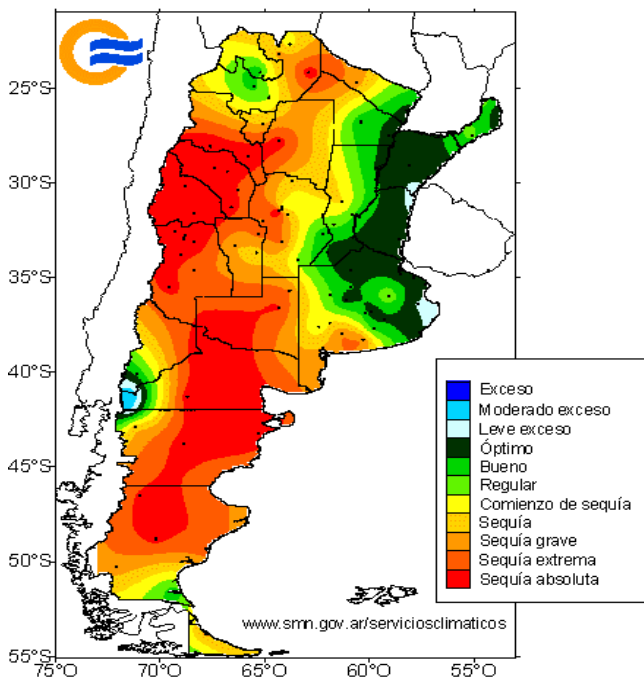 25°S
30°S
35°S
40°S
45°S
50°S
55°S
75°O 70°O 65°O 60°O 55°O
Exceso
Moderado exceso
Leve exceso
Óptimo
Bueno
Regular
Comienzo de sequía
Sequía
Sequía grave
Sequía extrema
Sequía absoluta
www.smn.gov.ar/serviciosclimaticos